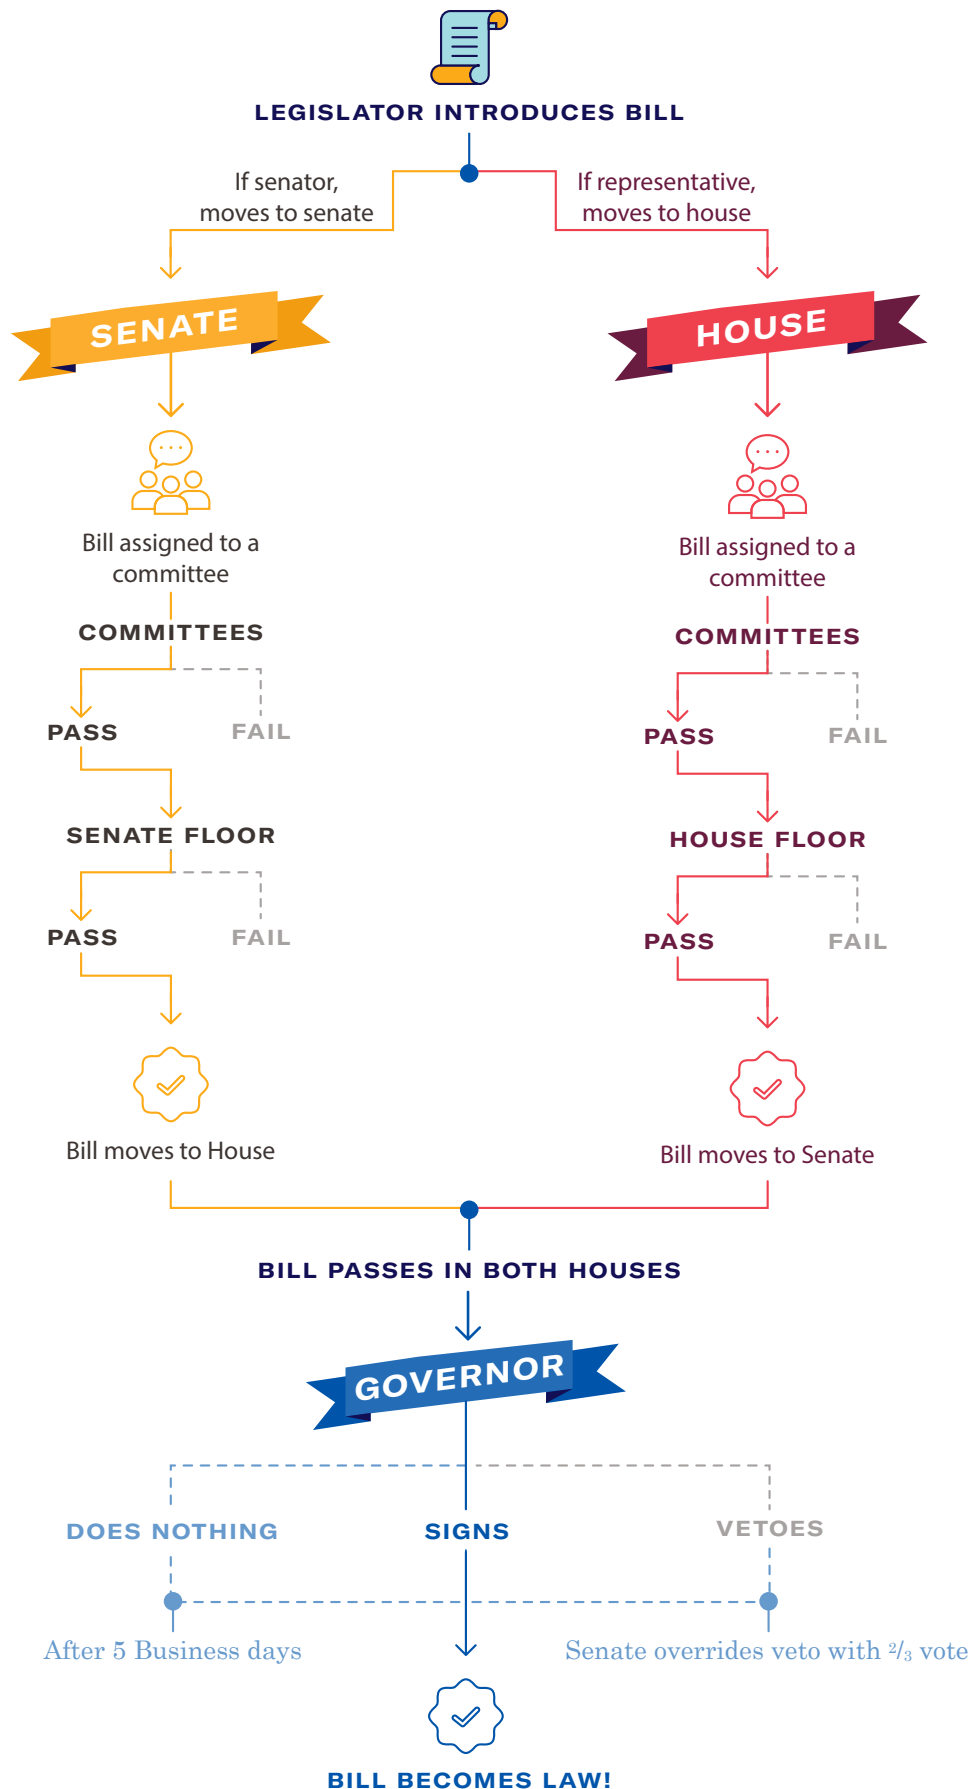 LEGISLATOR INTRODUCES BILL
If senator,
moves to senate
If representative,
moves to house
SENATE
HOUSE
Bill assigned to a
committee
Bill assigned to a
committee
COMMITTEES
COMMITTEES
PASS
FAIL
PASS
FAIL
SENATE FLOOR
HOUSE FLOOR
PASS
FAIL
PASS
FAIL
Bill moves to House
Bill moves to Senate
BILL PASSES IN BOTH HOUSES
GOVERNOR
DOES NOTHING
SIGNS
VETOES
After 5 Business days
Senate overrides veto with 2/3 vote
BILL BECOMES LAW!